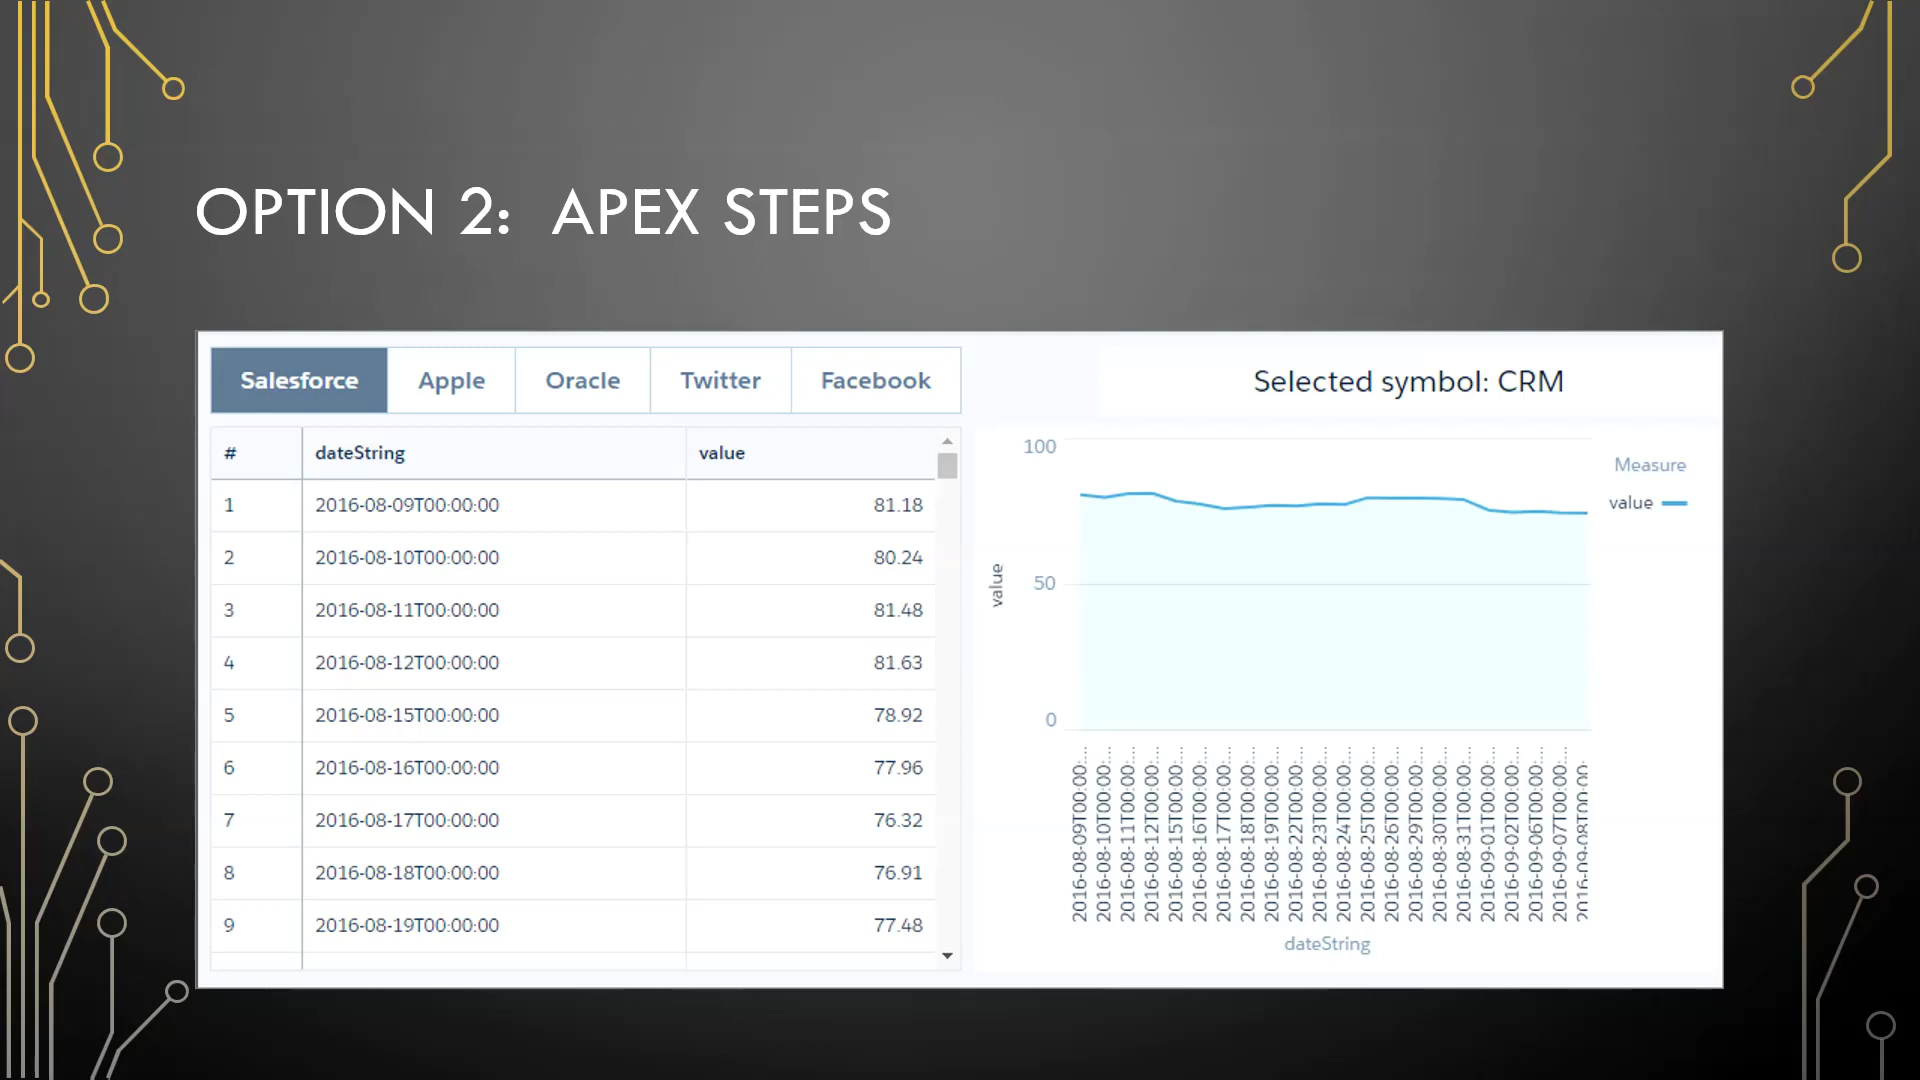 OPTION 2: APEX STEPS
Salesforce Apple Oracle Twitter Facebook
Selected symbol: CRM
# dateString value
1 2016-08-09T00:00:00 81.18
2 2016-08-10T00:00:00 80.24
3 2016-08-11T00:00:00 81.48
4 2016-08-12T00:00:00 81.63
5 2016-08-15T00:00:00 78.92
6 2016-08-16T00:00:00 77.96
7 2016-08-17T00:00:00 76.32
8 2016-08-18T00:00:00 76.91
9 2016-08-19T00:00:00 77.48
value
100
50
0
2016-08-09T00:00:...
2016-08-10T00:00:...
2016-08-11T00:00:...
2016-08-12T00:00:...
2016-08-15T00:00:...
2016-08-16T00:00:...
2016-08-17T00:00:...
2016-08-18T00:00:...
2016-08-19T00:00:...
2016-08-22T00:00:...
2016-08-23T00:00:...
2016-08-24T00:00:...
2016-08-25T00:00:...
2016-08-26T00:00:...
2016-08-29T00:00:...
2016-08-30T00:00:...
2016-08-31T00:00:...
2016-09-01T00:00:...
2016-09-02T00:00:...
2016-09-06T00:00:...
2016-09-07T00:00:...
2016-09-08T00:00:
dateString
Measure
value